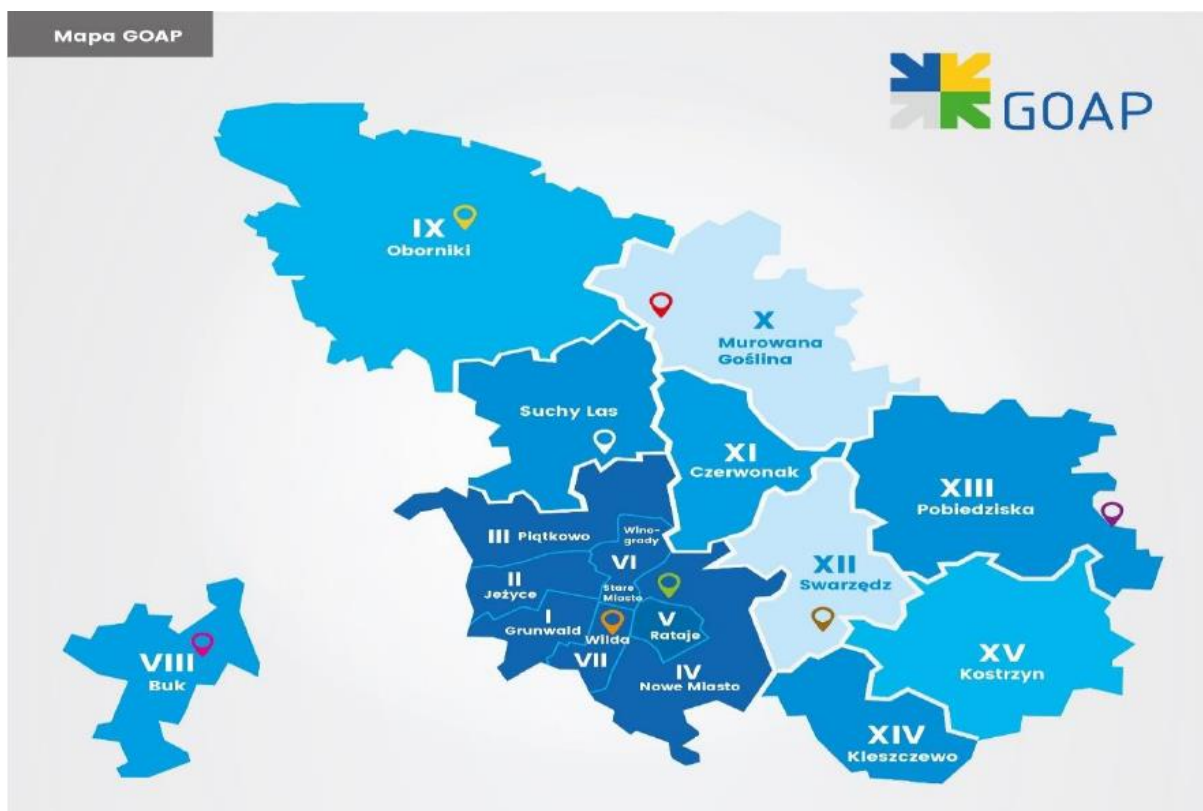 Mapa GOAP
GOAP
IX
Oborniki
X
Murowana
Goślina
Suchy Las
XI
Czerwonak
XIII
Pobiedziska
III Piątkowo
Wino-
grady
VI
XII
Swarzędz
II
Jeżyce
Stare
Miasto
I
Grunwald
Wilda
V
Rataje
VII
IV
Nowe Miasto
VIII
Buk
XV
Kostrzyn
XIV
Kleszczewo